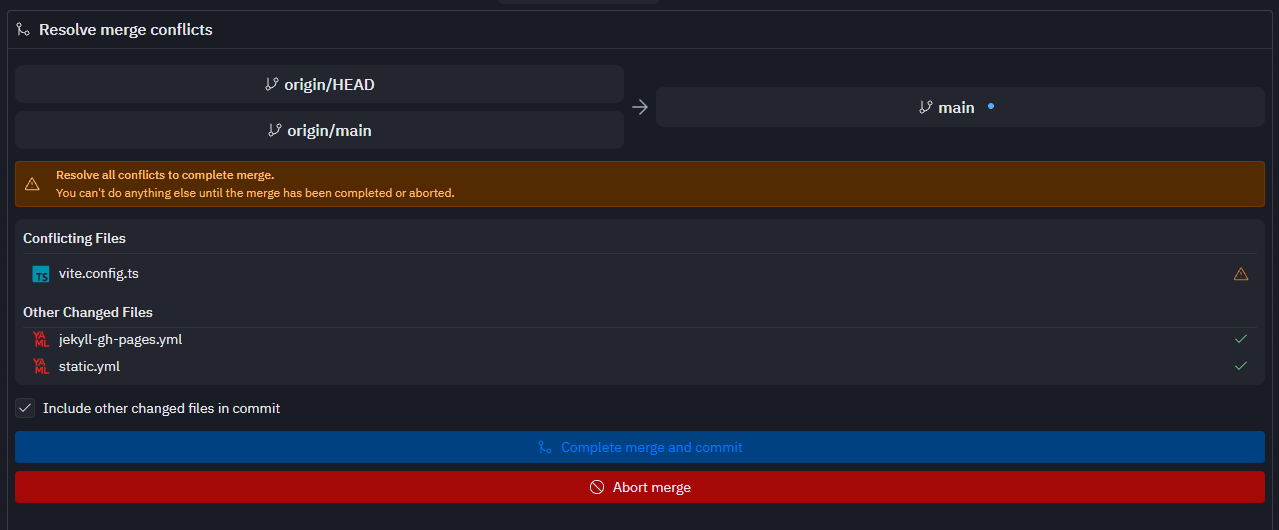 Resolve merge conflicts
origin/HEAD
origin/main
main
Resolve all conflicts to complete merge.
You can't do anything else until the merge has been completed or aborted.
Conflicting Files
TS vite.config.ts
Other Changed Files
YAML jekyll-gh-pages.yml
YAML static.yml
Include other changed files in commit
Complete merge and commit
Abort merge